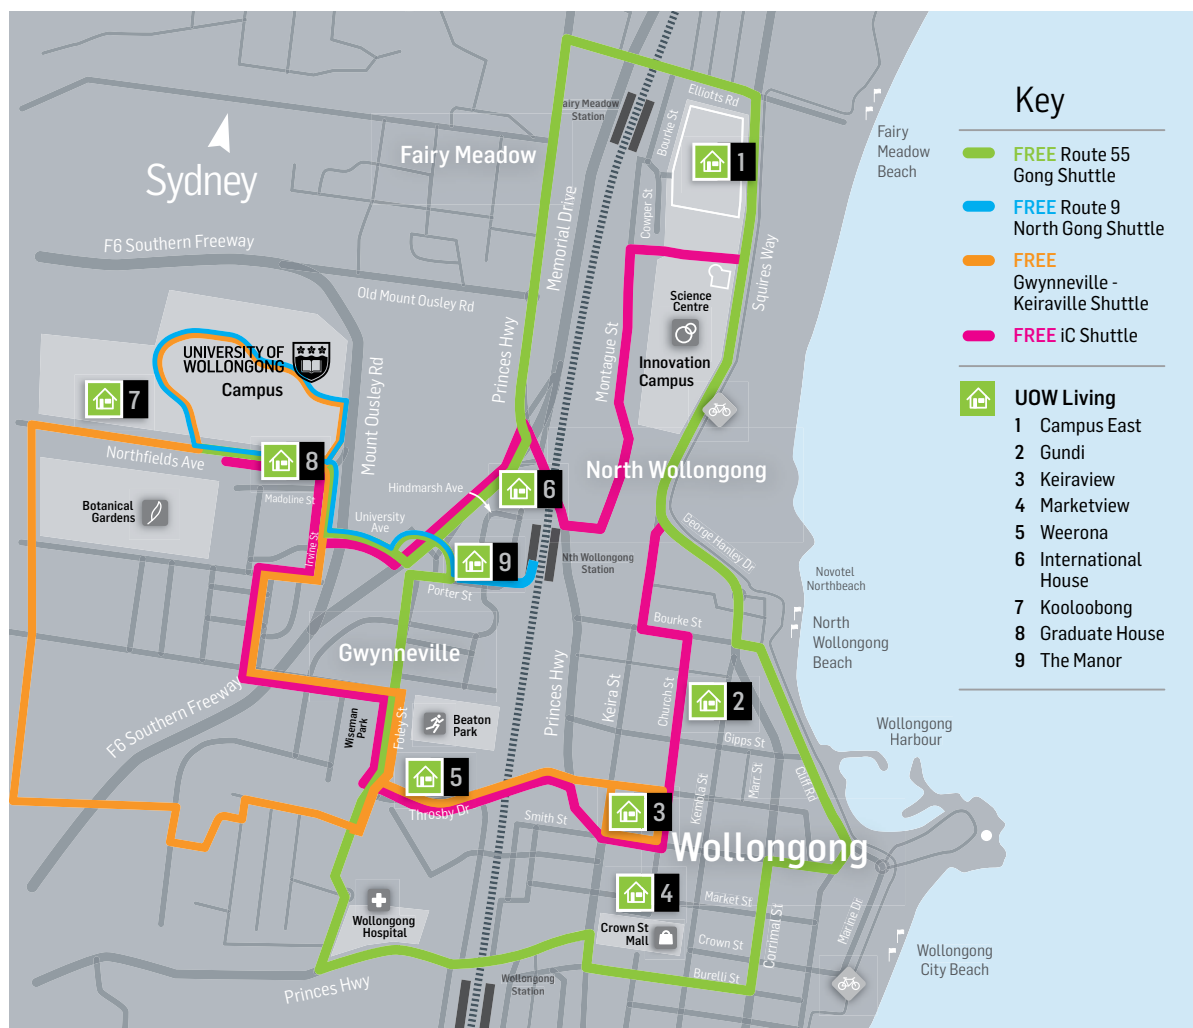 Fairy Meadow
Station
Elliotts Rd
Bourke St
1
Fairy Meadow
Sydney
Cowper St
Memorial Drive
Squires Way
F6 Southern Freeway
Old Mount Ousley Rd
Princes Hwy
Montague St
Science
Centre
Innovation
Campus
UNIVERSITY OF
WOLLONGONG
Campus
Mount Ousley Rd
7
Northfields Ave
8
Madoline St
Botanical
Gardens
Hindmarsh Ave
6
North Wollongong
University
Ave
Irvine St
9
Nth Wollongong
Station
George Hanley Dr
Porter St
Novotel
Northbeach
North
Wollongong
Beach
Bourke St
Gwynneville
F6 Southern Freeway
Wiseman
Park
Foley St
Beaton
Park
Princes Hwy
Keira St
Church St
2
Gipps St
Wollongong
Harbour
5
Throsby Dr
Smith St
3
Kembla St
Marr St
Cliff Rd
Wollongong
4
Market St
Wollongong
Hospital
Crown St
Mall
Crown St
Corrimal St
Marine Dr
Burelli St
Princes Hwy
Wollongong
Station
Wollongong
City Beach
Fairy
Meadow
Beach
Key
FREE Route 55
Gong Shuttle
FREE Route 9
North Gong Shuttle
FREE
Gwynneville -
Keiraville Shuttle
FREE iC Shuttle
UOW Living
1 Campus East
2 Gundi
3 Keiraview
4 Marketview
5 Weerona
6 International
House
7 Kooloobong
8 Graduate House
9 The Manor